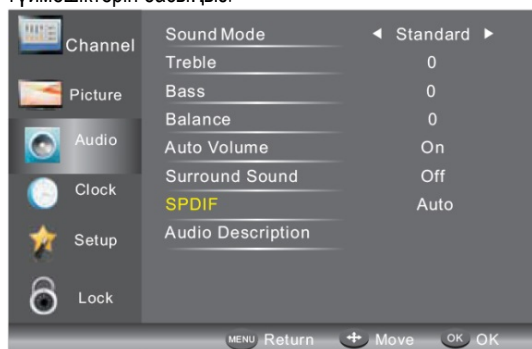 Channel
Picture
Audio
Clock
Setup
Lock
Sound Mode ◀ Standard ▶
Treble 0
Bass 0
Balance 0
Auto Volume On
Surround Sound Off
SPDIF Auto
Audio Description
MENU Return Move OK OK